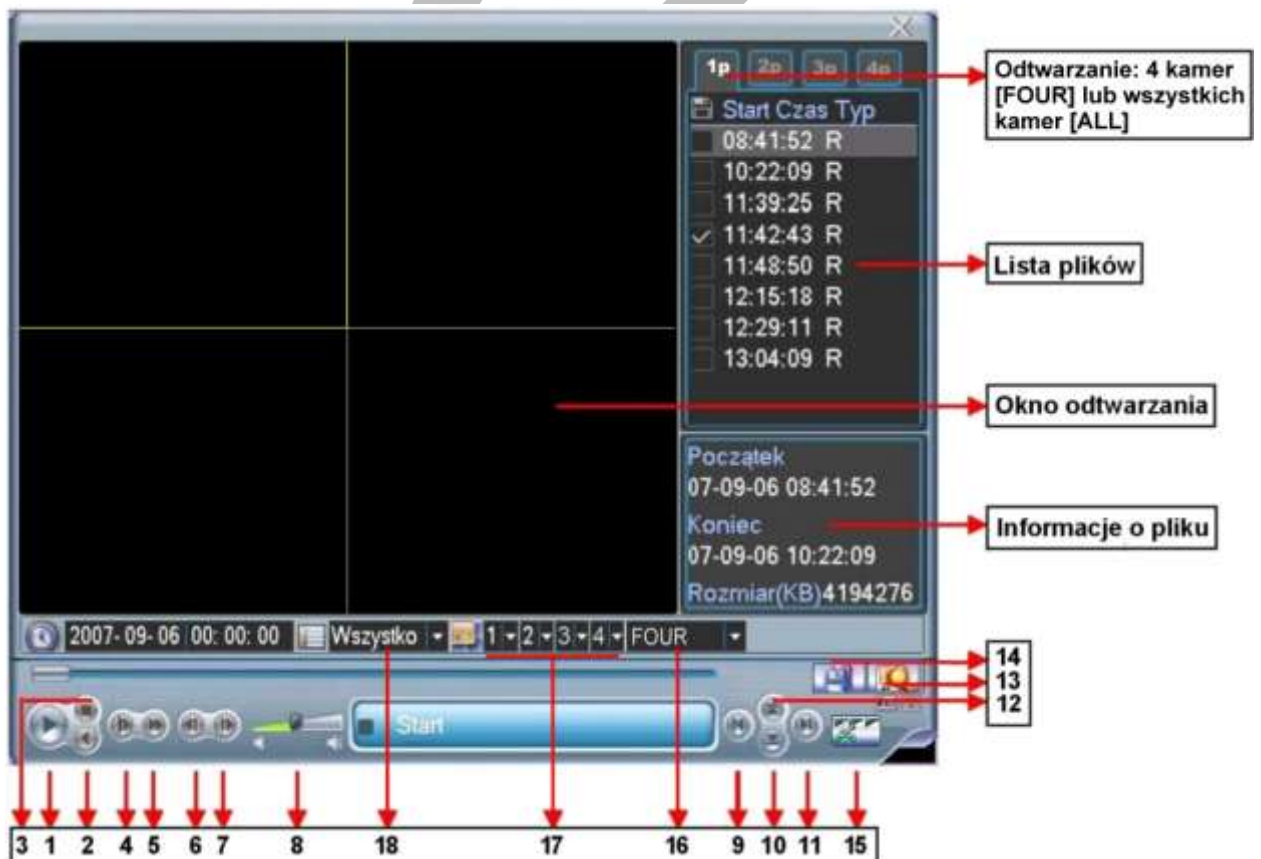 1p 2p 3p 4p
Start Czas Typ
08:41:52 R
10:22:09 R
11:39:25 R
11:42:43 R
11:48:50 R
12:15:18 R
12:29:11 R
13:04:09 R
Odtwarzanie: 4 kamer
[FOUR] lub wszystkich
kamer [ALL]
Lista plików
Okno odtwarzania
Początek
07-09-06 08:41:52
Koniec
07-09-06 10:22:09
Rozmiar(KB)4194276
Informacje o pliku
2007-09-06 00:00:00 Wszystko 1 2 3 4 FOUR
14
13
12
Start
3 1 2 4 5 6 7 8 18 17 16 9 10 11 15